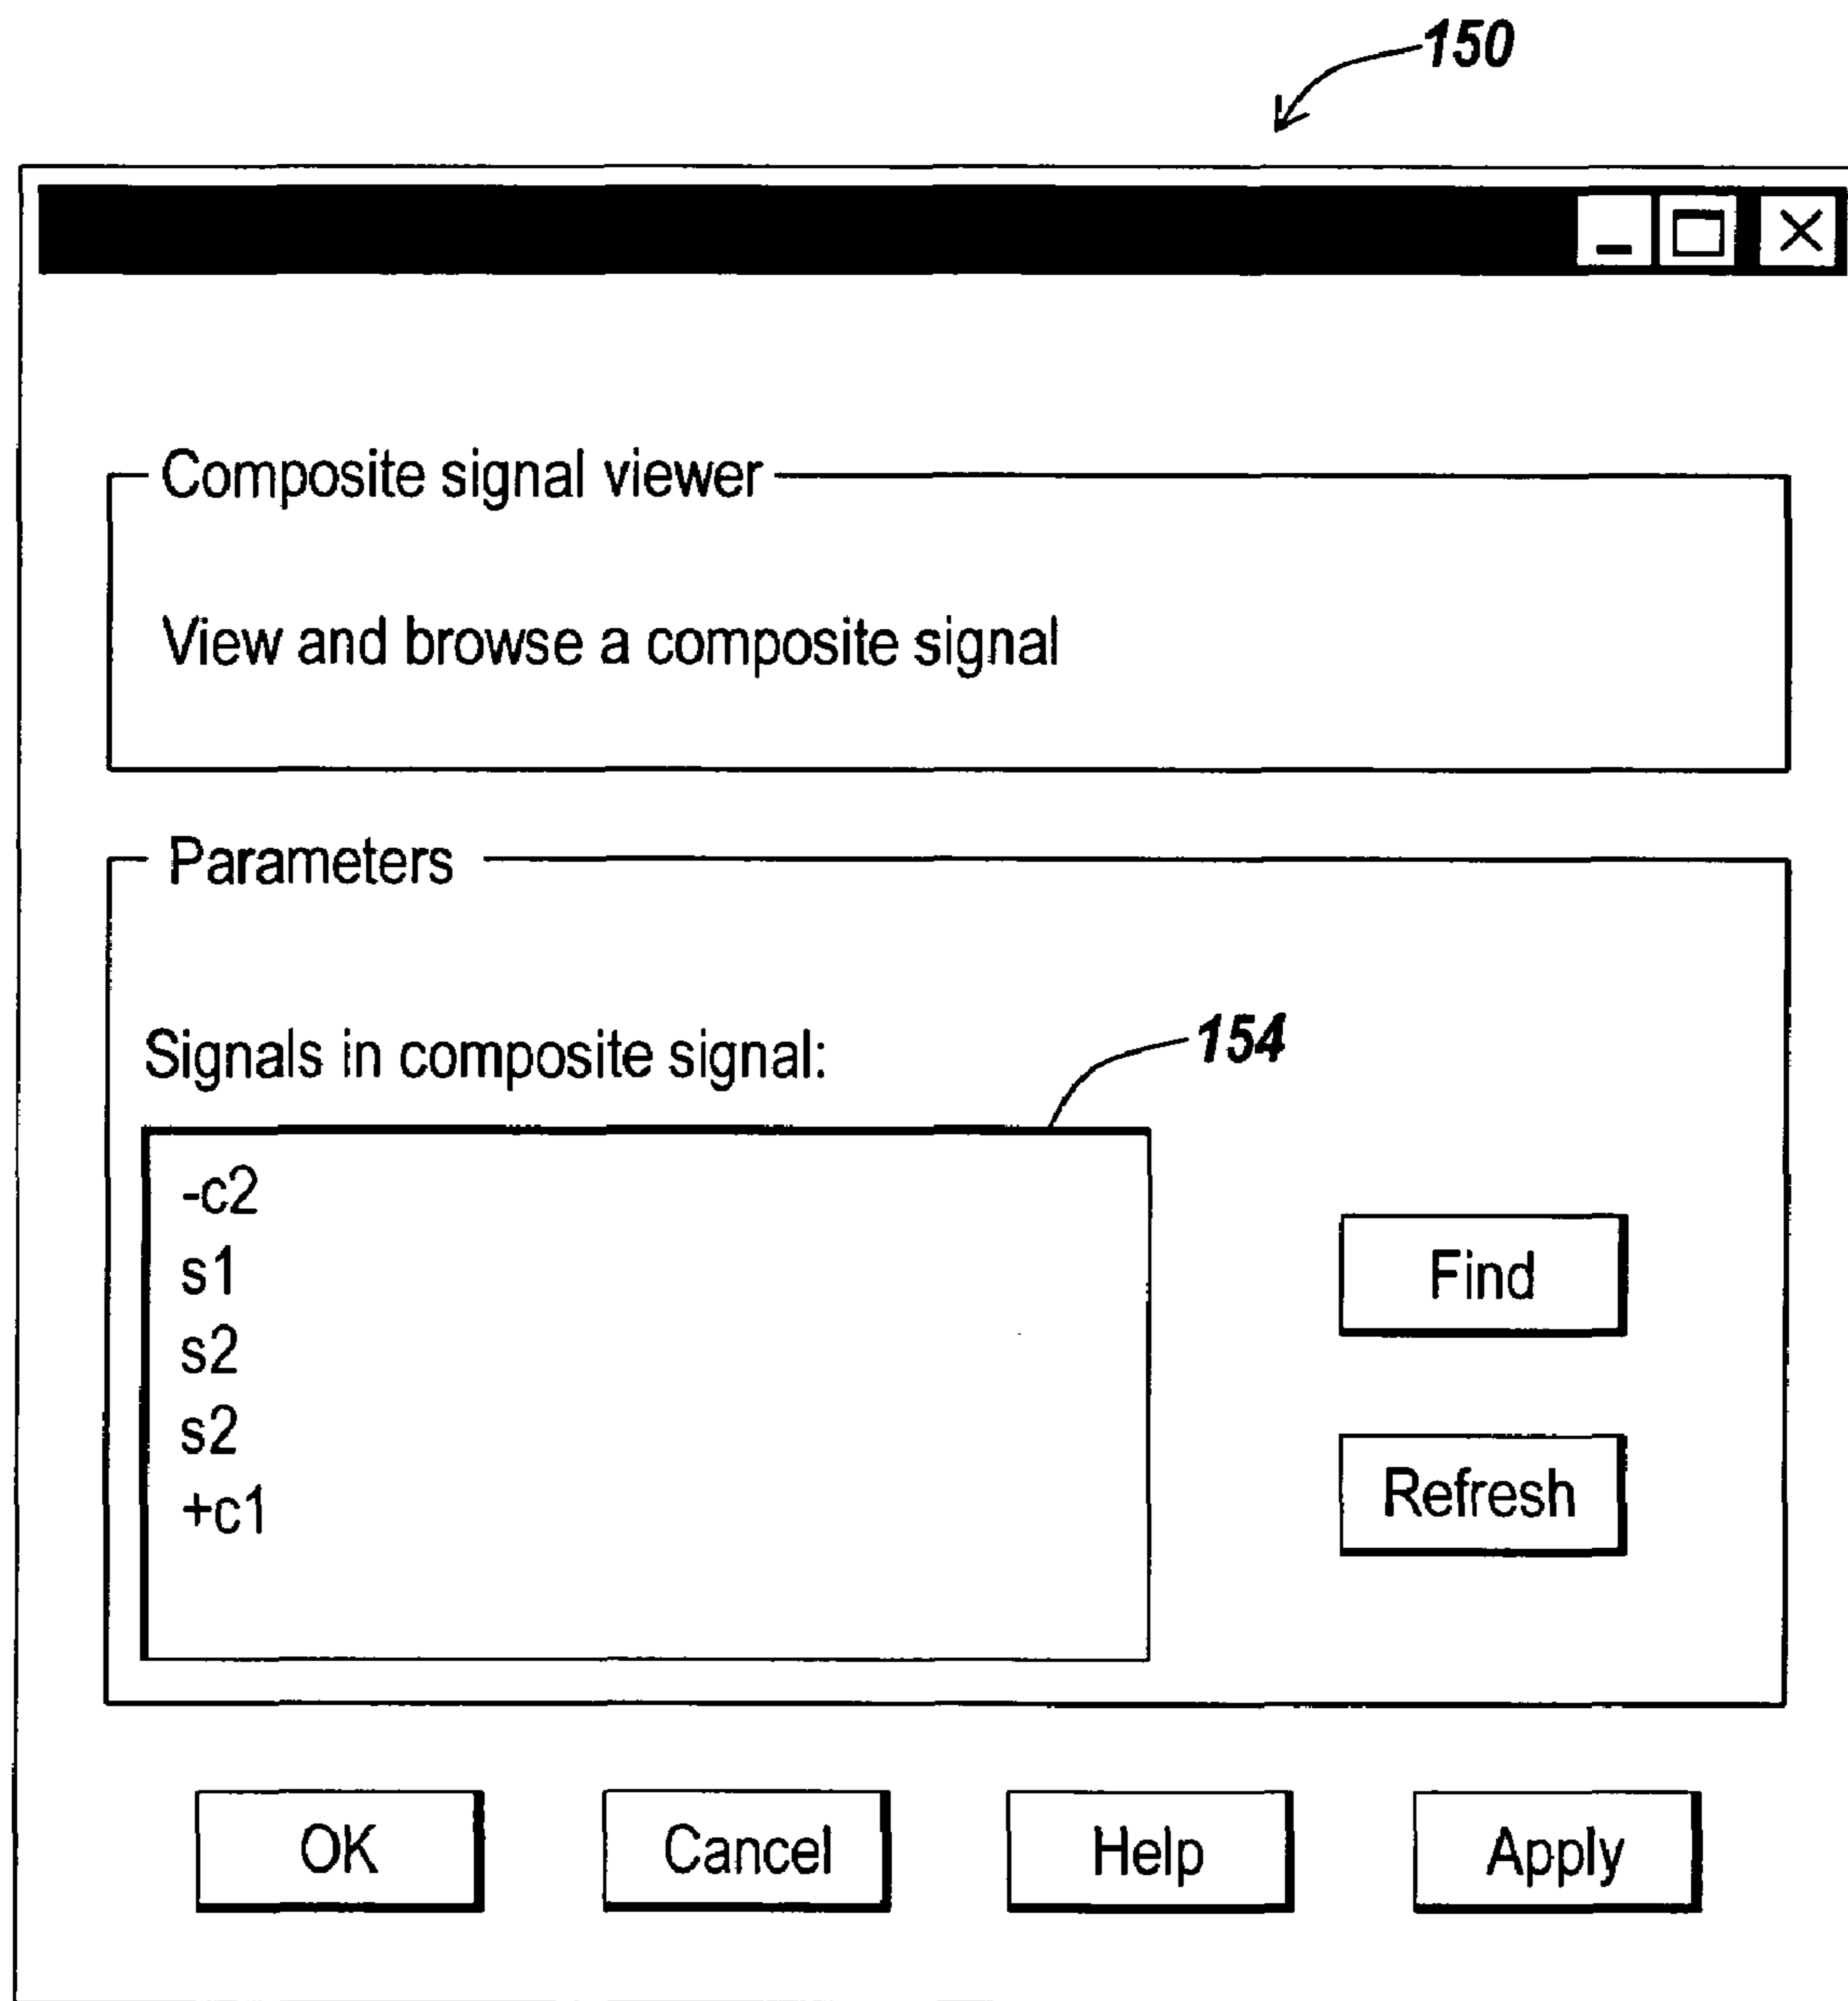 150
Composite signal viewer
View and browse a composite signal
Parameters
Signals in composite signal:
154
-c2
s1
s2
s2
+c1
Find
Refresh
OK
Cancel
Help
Apply